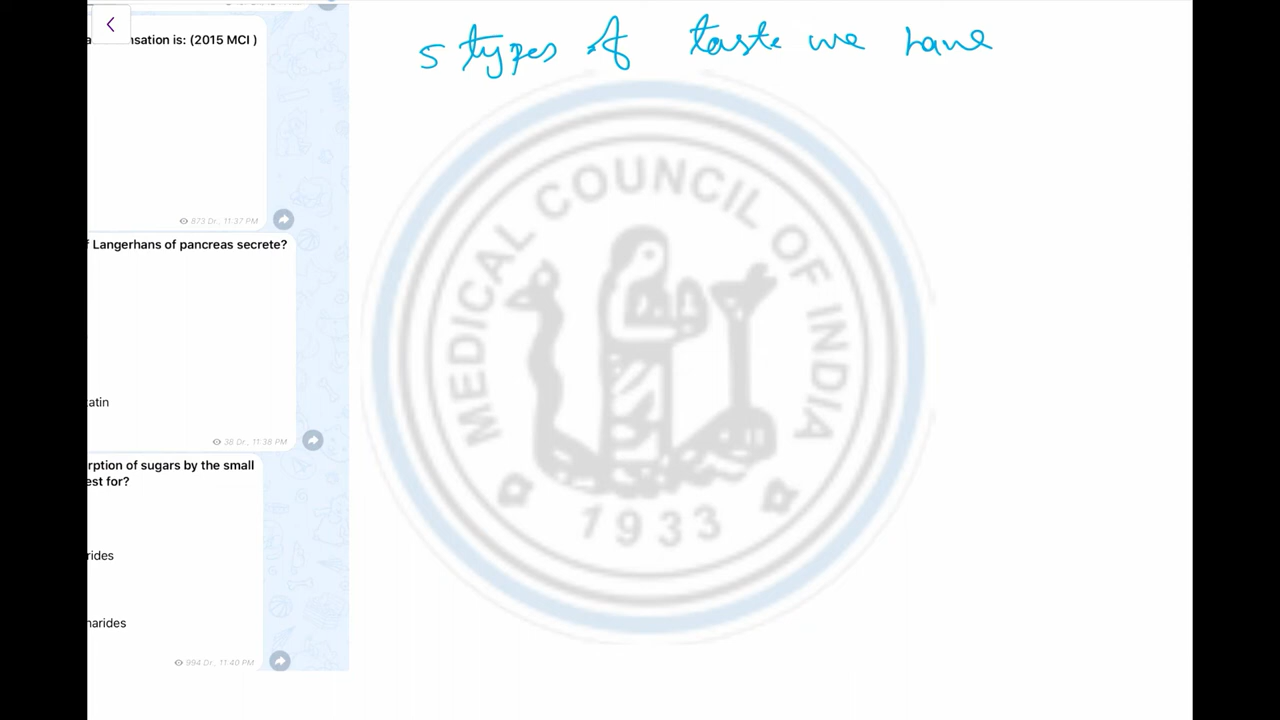 nsation is: (2015 MCI )
5 types of taste we have
873 Dr., 11:37 PM
f Langerhans of pancreas secrete?
tatin
38 Dr., 11:38 PM
rption of sugars by the small
est for?
rides
harides
994 Dr., 11:40 PM
MEDICAL COUNCIL OF INDIA
1933